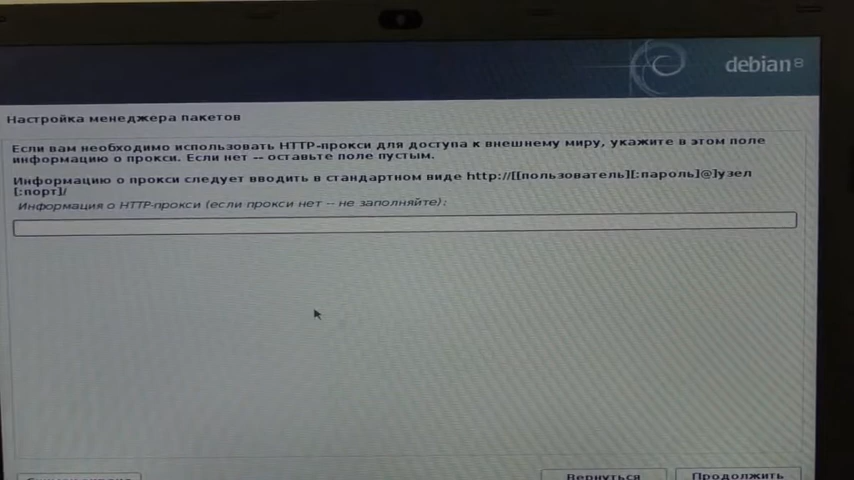 debian 8
Настройка менеджера пакетов
Если вам необходимо использовать HTTP-прокси для доступа к внешнему миру, укажите в этом поле
информацию о прокси. Если нет -- оставьте поле пустым.
Информацию о прокси следует вводить в стандартном виде http://[[пользователь][:пароль]@]узел
[:порт]/
Информация о HTTP-прокси (если прокси нет -- не заполняйте):
Вернуться
Продолжить